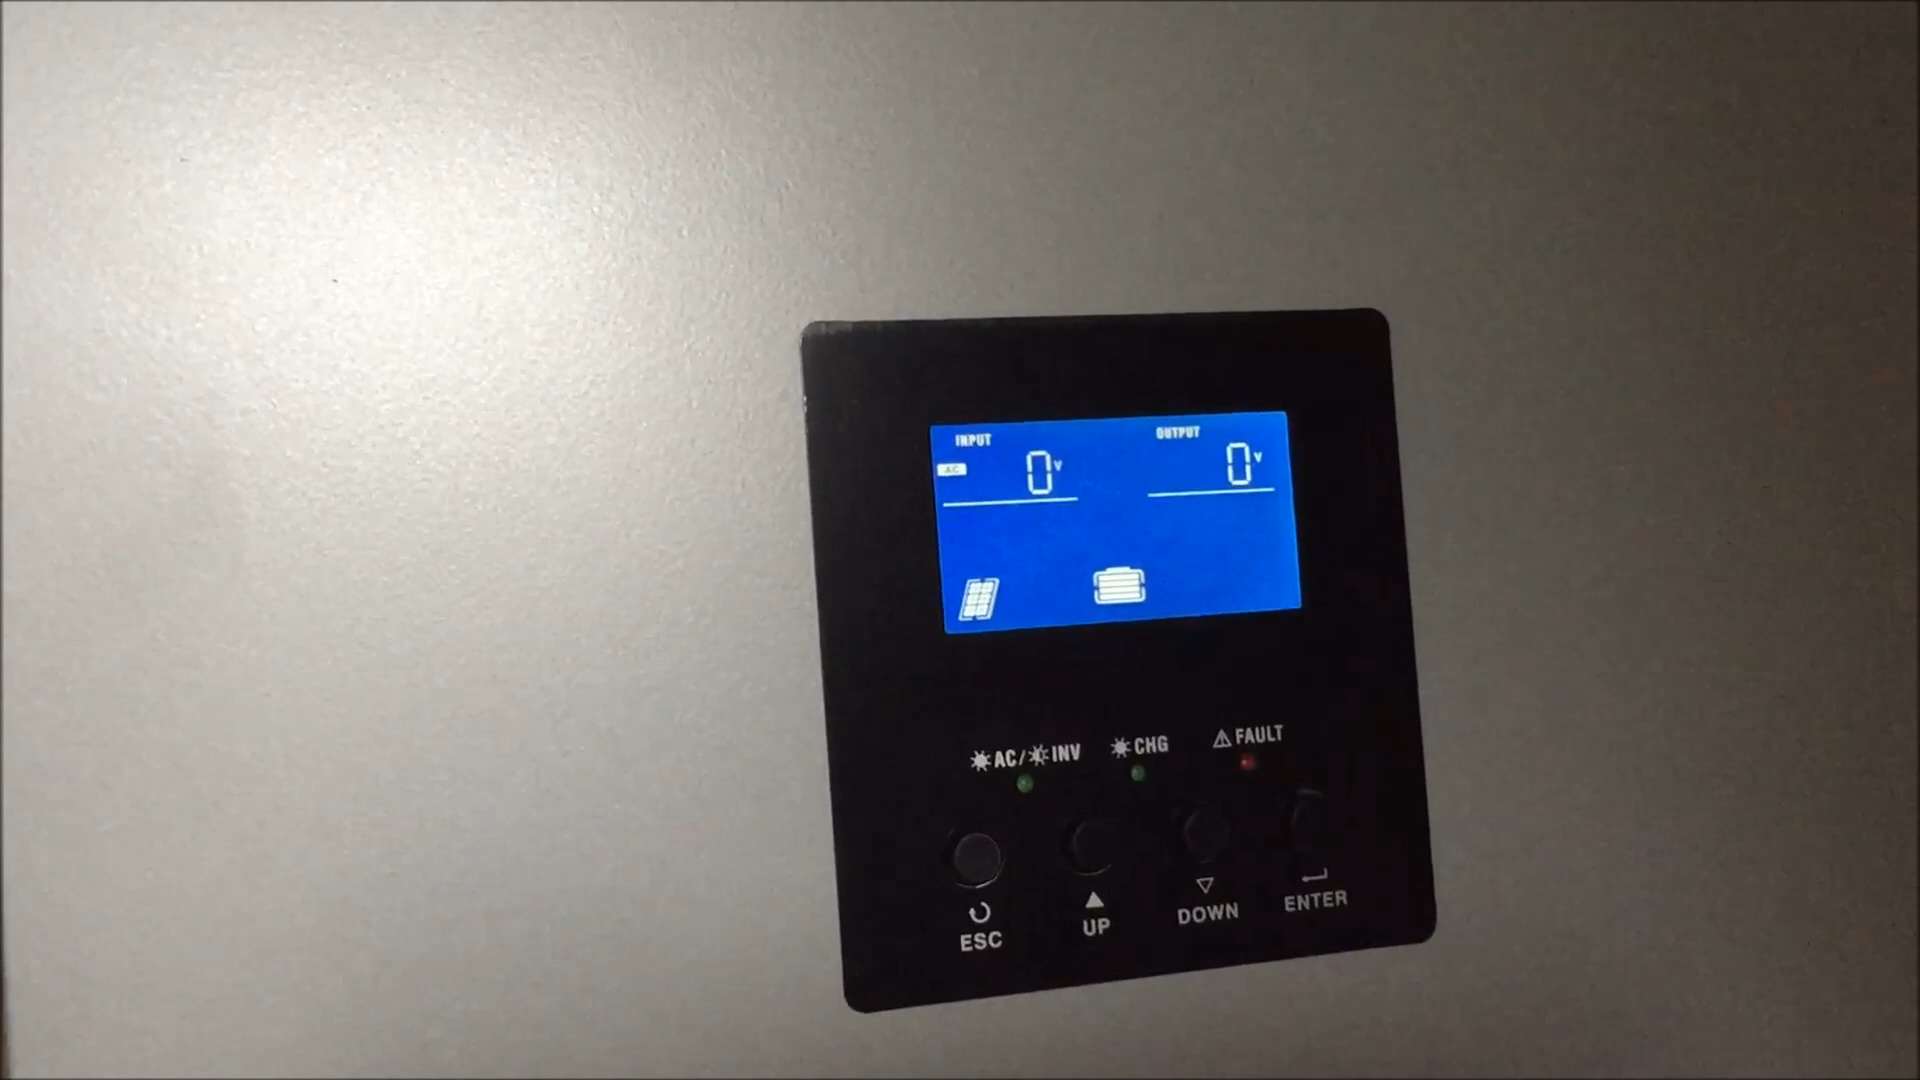 INPUT OUTPUT
AC 0V 0V
AC/INV CHG FAULT
ESC UP DOWN ENTER